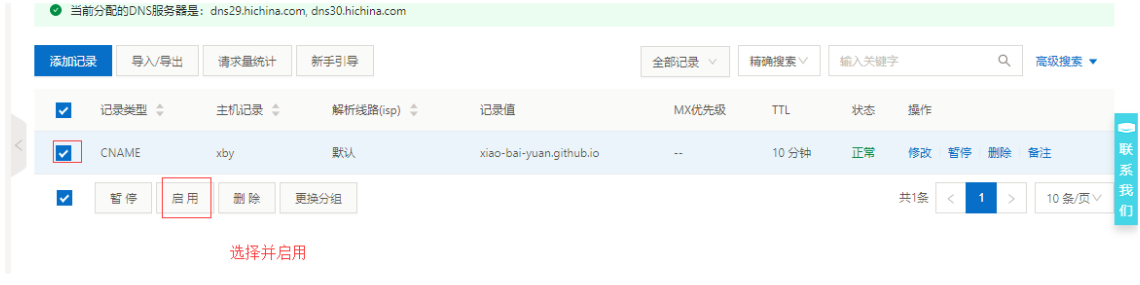 当前分配的DNS服务器是：dns29.hichina.com, dns30.hichina.com
添加记录 导入/导出 请求量统计 新手引导 全部记录 精确搜索 输入关键字 高级搜索
记录类型 主机记录 解析线路(isp) 记录值 MX优先级 TTL 状态 操作
CNAME xby 默认 xiao-bai-yuan.github.io -- 10 分钟 正常 修改 暂停 删除 备注
暂停 启用 删除 更换分组 共1条 < 1 > 10 条/页
选择并启用
联系我们